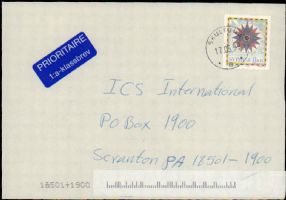 PRIORITAIRE
1:a-klassbrev
ICS International
PO Box 1900
Scranton PA 18501-1900
18501+1900